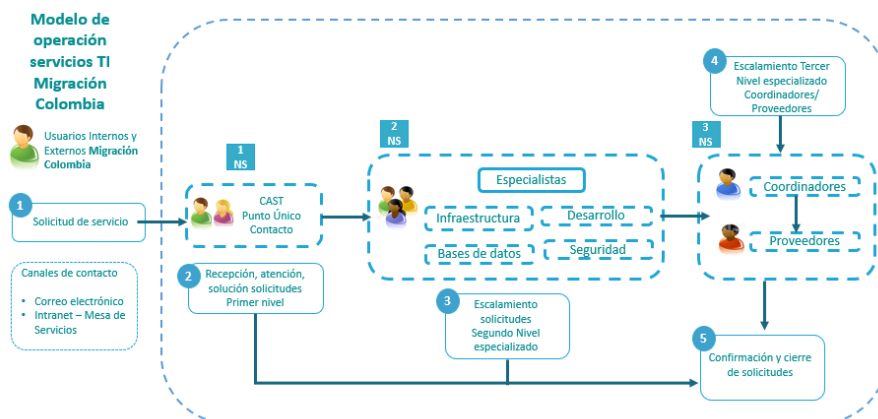 Modelo de
operación
servicios TI
Migración
Colombia
Usuarios Internos y
Externos Migración
Colombia
1
Solicitud de servicio
Canales de contacto
• Correo electrónico
• Intranet – Mesa de
Servicios
1
NS
CAST
Punto Único
Contacto
2
Recepción, atención,
solución solicitudes
Primer nivel
2
NS
Especialistas
Infraestructura
Desarrollo
Bases de datos
Seguridad
3
Escalamiento
solicitudes
Segundo Nivel
especializado
4
Escalamiento Tercer
Nivel especializado
Coordinadores/
Proveedores
3
NS
Coordinadores
Proveedores
5
Confirmación y cierre
de solicitudes